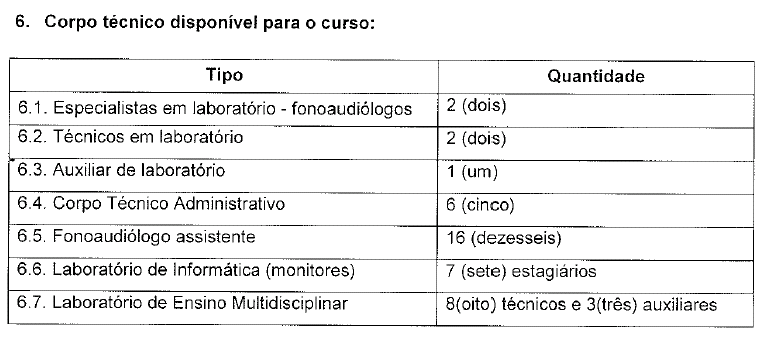 6. Corpo técnico disponível para o curso:
Tipo Quantidade
6.1. Especialistas em laboratório - fonoaudiólogos 2 (dois)
6.2. Técnicos em laboratório 2 (dois)
6.3. Auxiliar de laboratório 1 (um)
6.4. Corpo Técnico Administrativo 6 (cinco)
6.5. Fonoaudiólogo assistente 16 (dezesseis)
6.6. Laboratório de Informática (monitores) 7 (sete) estagiários
6.7. Laboratório de Ensino Multidisciplinar 8(oito) técnicos e 3(três) auxiliares